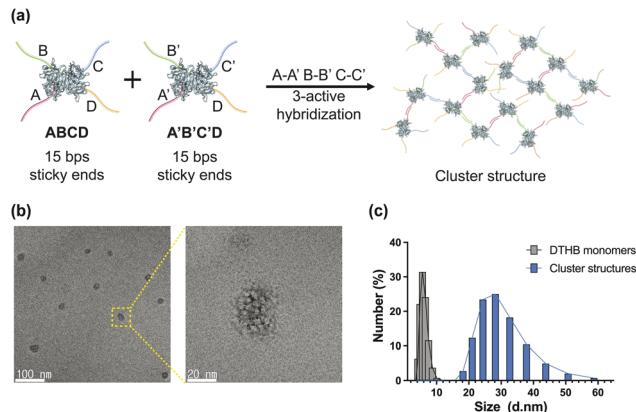 (a)
B
C
A
D
ABCD
15 bps
sticky ends
+
B'
C'
A'
D
A'B'C'D
15 bps
sticky ends
A-A' B-B' C-C'
3-active
hybridization
Cluster structure
(b)
100 nm
20 nm
(c)
DTHB monomers
Cluster structures
Number (%)
40
30
20
10
0
10 20 30 40 50 60
Size (d.nm)